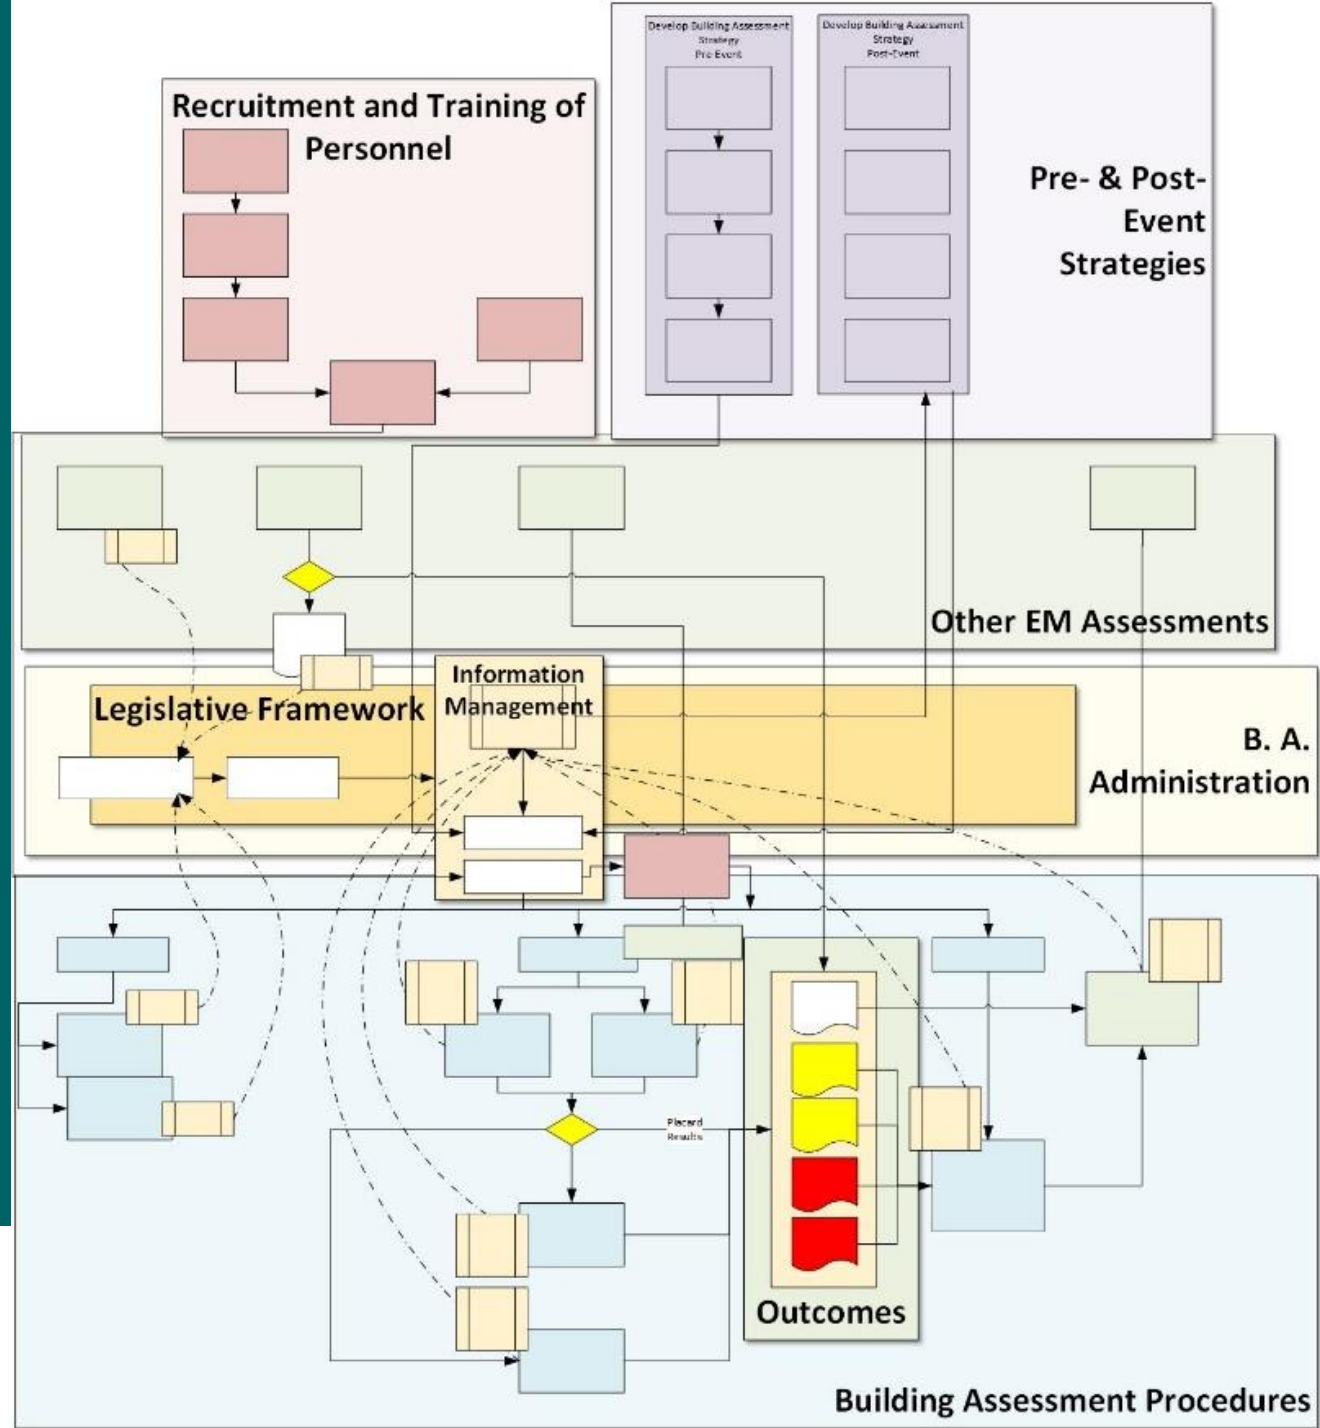 Develop Building Assessment
Strategy
Pre-Event
Develop Building Assessment
Strategy
Post-Event
Recruitment and Training of
Personnel
Pre- & Post-
Event
Strategies
Other EM Assessments
Information
Management
Legislative Framework
B. A.
Administration
Placard
Results
Outcomes
Building Assessment Procedures